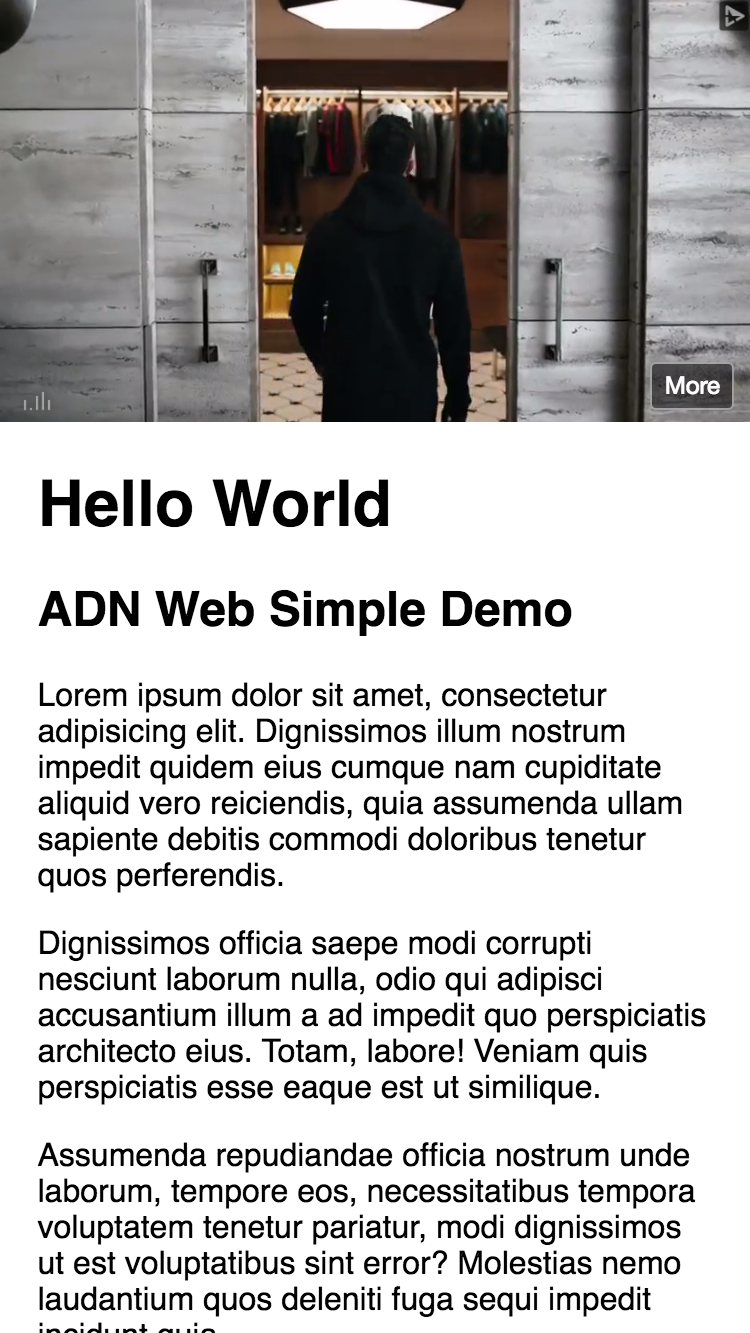 More
Hello World
ADN Web Simple Demo
Lorem ipsum dolor sit amet, consectetur
adipisicing elit. Dignissimos illum nostrum
impedit quidem eius cumque nam cupiditate
aliquid vero reiciendis, quia assumenda ullam
sapiente debitis commodi doloribus tenetur
quos perferendis.
Dignissimos officia saepe modi corrupti
nesciunt laborum nulla, odio qui adipisci
accusantium illum a ad impedit quo perspiciatis
architecto eius. Totam, labore! Veniam quis
perspiciatis esse eaque est ut similique.
Assumenda repudiandae officia nostrum unde
laborum, tempore eos, necessitatibus tempora
voluptatem tenetur pariatur, modi dignissimos
ut est voluptatibus sint error? Molestias nemo
laudantium quos deleniti fuga sequi impedit
incidunt quia